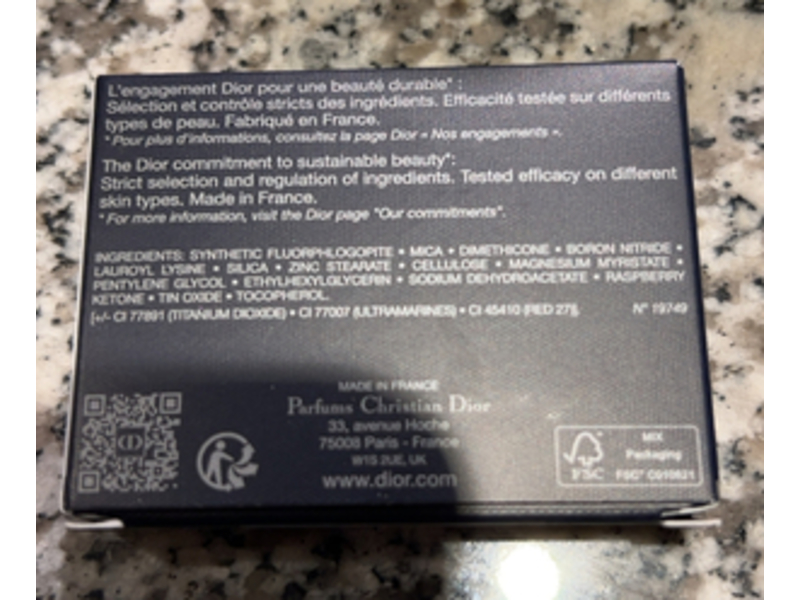 L'engagement Dior pour une beauté durable* :
Sélection et contrôle stricts des ingrédients. Efficacité testée sur différents
types de peau. Fabriqué en France.
* Pour plus d'informations, consultez la page Dior « Nos engagements ».
The Dior commitment to sustainable beauty*:
Strict selection and regulation of ingredients. Tested efficacy on different
skin types. Made in France.
* For more information, visit the Dior page "Our commitments".
INGREDIENTS: SYNTHETIC FLUORPHLOGOPITE • MICA • DIMETHICONE • BORON NITRIDE •
LAUROYL LYSINE • SILICA • ZINC STEARATE • CELLULOSE • MAGNESIUM MYRISTATE •
PENTYLENE GLYCOL • ETHYLHEXYLGLYCERIN • SODIUM DEHYDROACETATE • RASPBERRY
KETONE • TIN OXIDE • TOCOPHEROL.
[+/- CI 77891 (TITANIUM DIOXIDE) • CI 77007 (ULTRAMARINES) • CI 45410 (RED 27)]. N° 19749
MADE IN FRANCE
Parfums Christian Dior
33, avenue Hoche
75008 Paris - France
W1S 2UE, UK
www.dior.com
CD
FSC
MIX
Packaging
FSC® C010621